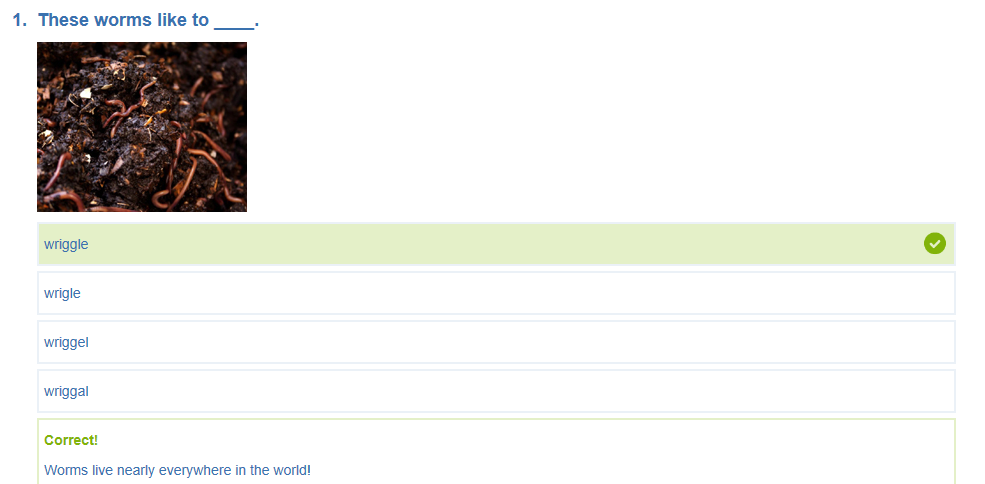 1. These worms like to ____.
wriggle
wrigle
wriggel
wriggal
Correct!
Worms live nearly everywhere in the world!